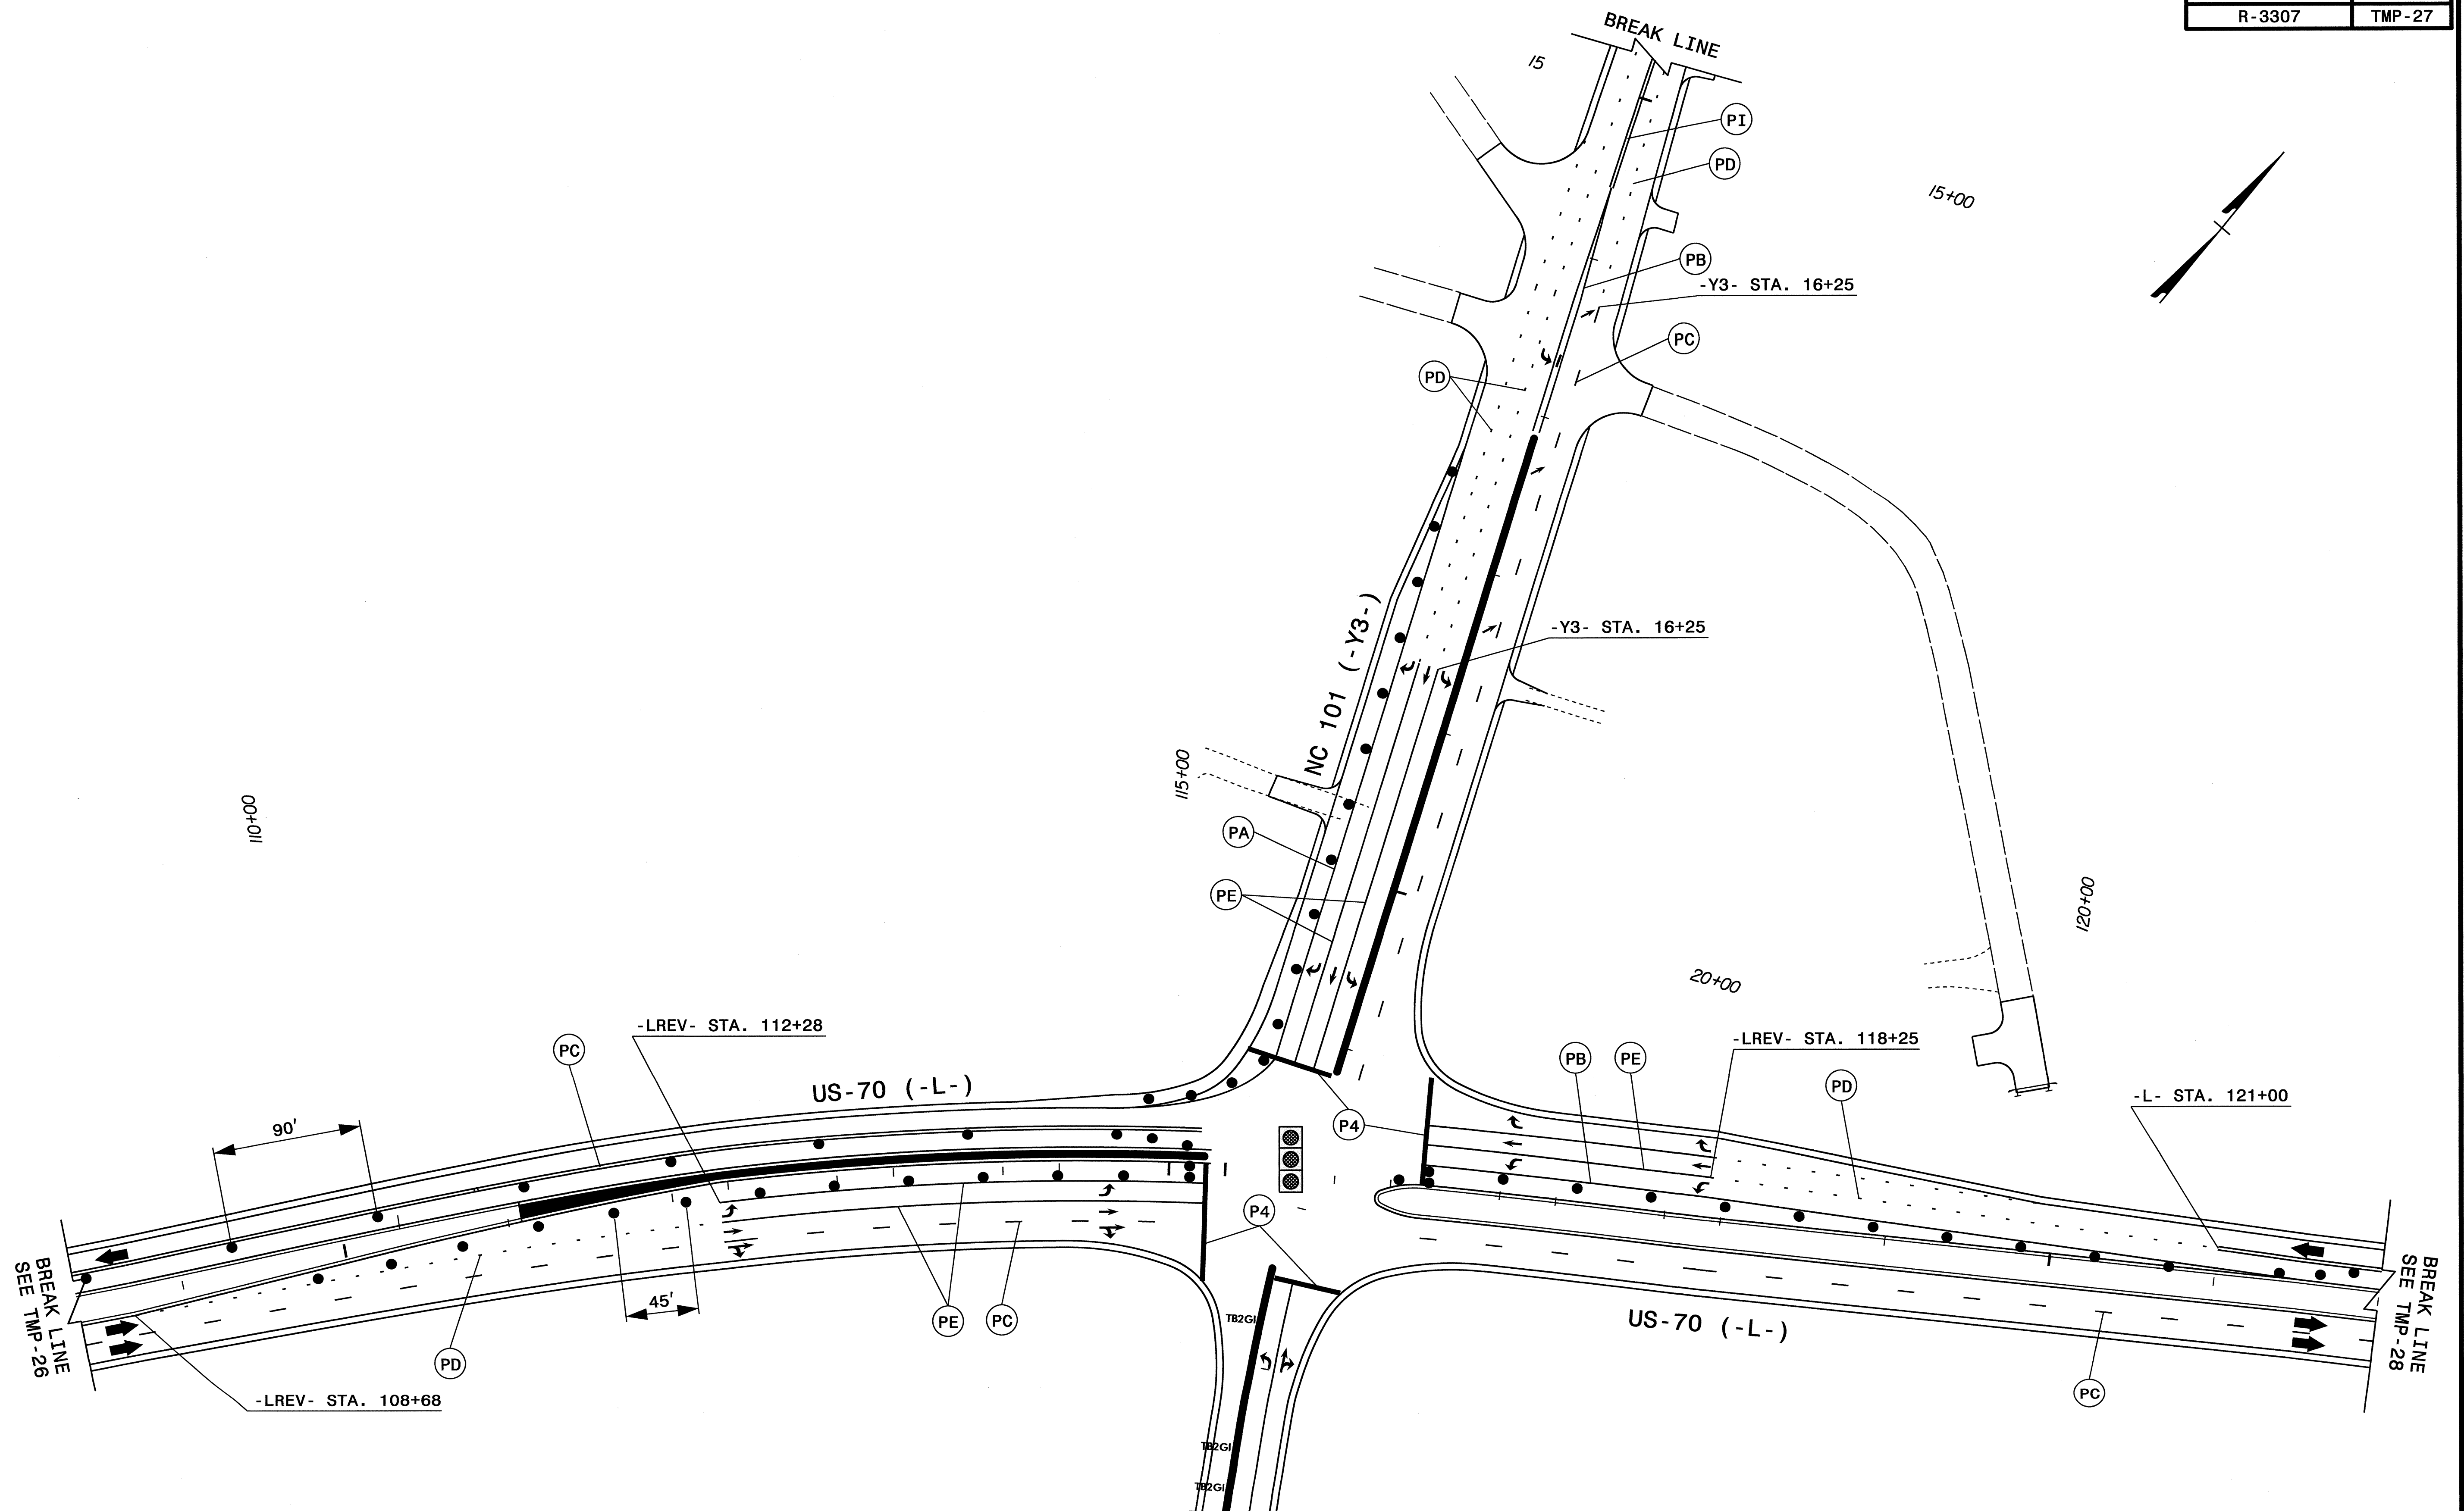 R-3307 TMP-27
BREAK LINE
15
PI
PD
15+00
PB
-Y3- STA. 16+25
PC
PD
NC 101 (-Y3-)
-Y3- STA. 16+25
115+00
110+00
PA
PE
120+00
20+00
-LREV- STA. 112+28
PC
US-70 (-L-)
PB
PE
-LREV- STA. 118+25
PD
-L- STA. 121+00
90'
P4
P4
45'
PE
PC
PD
TB2GI
US-70 (-L-)
BREAK LINE
SEE TMP-26
BREAK LINE
SEE TMP-28
PC
-LREV- STA. 108+68
TB2GI
TB2GI